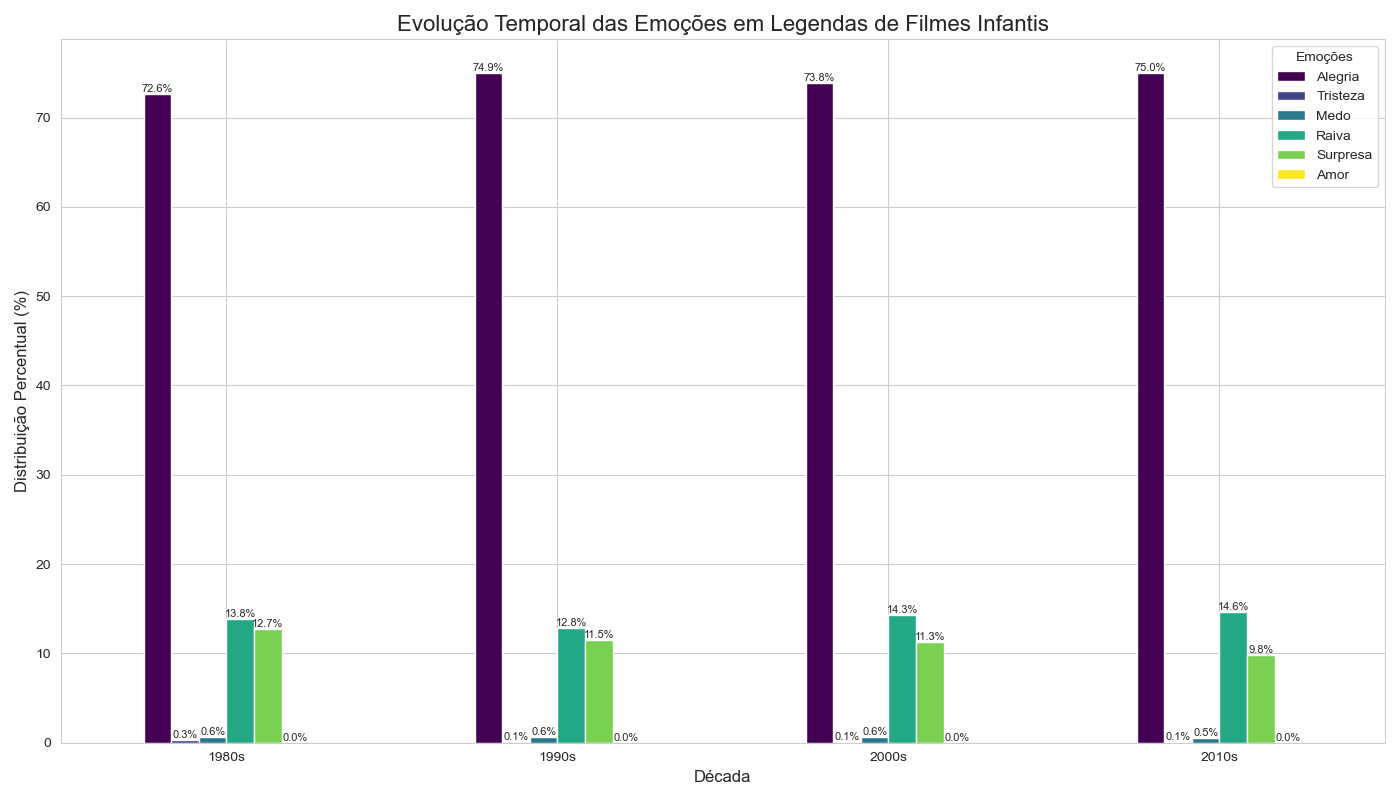 Evolução Temporal das Emoções em Legendas de Filmes Infantis
Distribuição Percentual (%)
70
60
50
40
30
20
10
0
72.6%
0.3%
0.6%
13.8%
12.7%
0.0%
74.9%
0.1%
0.6%
12.8%
11.5%
0.0%
73.8%
0.1%
0.6%
14.3%
11.3%
0.0%
75.0%
0.1%
0.5%
14.6%
9.8%
0.0%
Emoções
Alegria
Tristeza
Medo
Raiva
Surpresa
Amor
1980s
1990s
2000s
2010s
Década